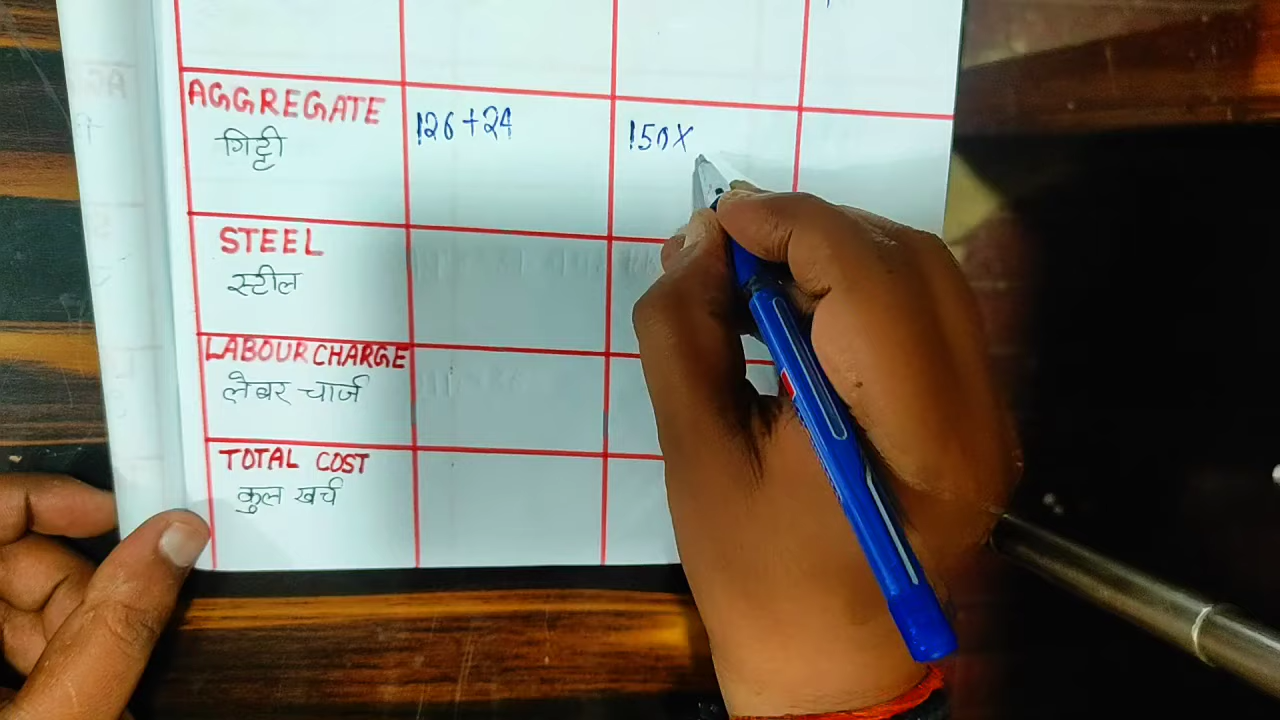 AGGREGATE 126+24 150X
गिट्टी
STEEL
स्टील
LABOUR CHARGE
लेबर चार्ज
TOTAL COST
कुल खर्च